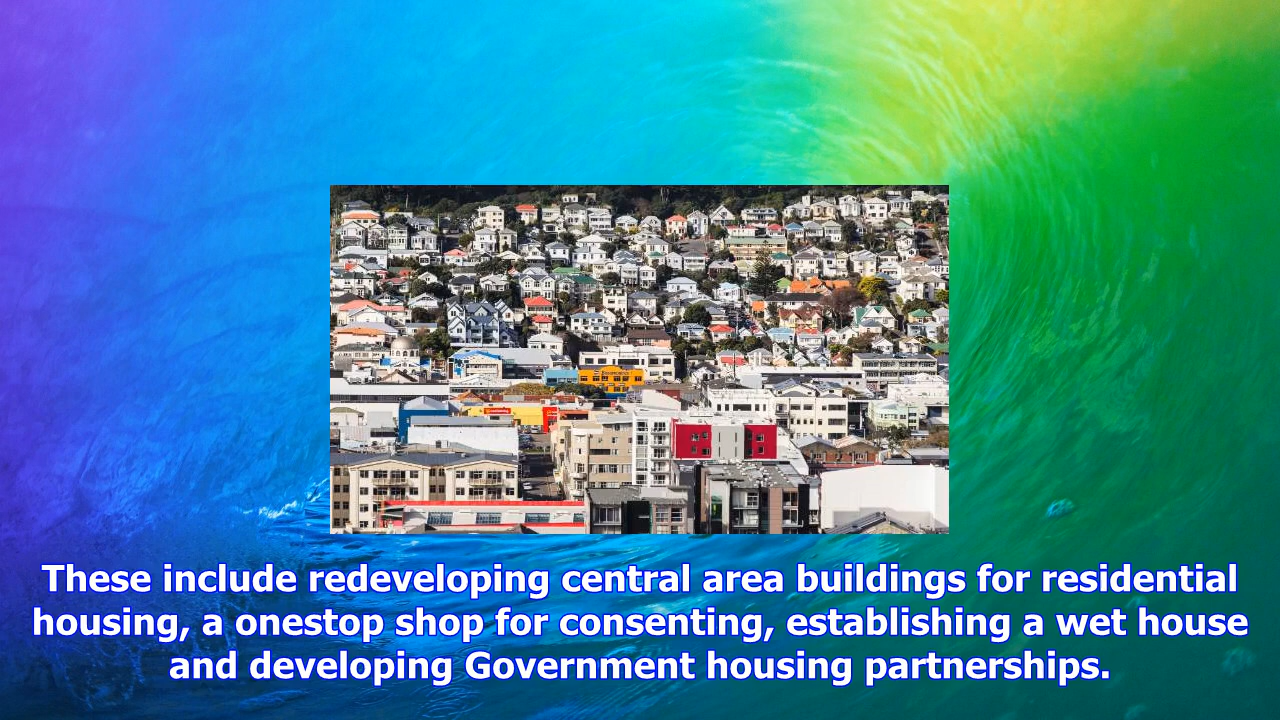 These include redeveloping central area buildings for residential
housing, a onestop shop for consenting, establishing a wet house
and developing Government housing partnerships.